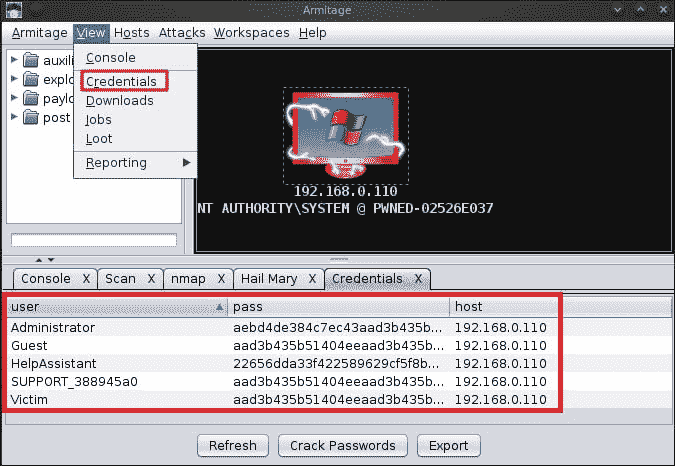 Armitage
Armitage View Hosts Attacks Workspaces Help
auxili
explo
paylo
post
Console
Credentials
Downloads
Jobs
Loot
Reporting
192.168.0.110
NT AUTHORITY\SYSTEM @ PWNED-02526E037
Console X Scan X nmap X Hail Mary X Credentials X
user pass host
Administrator aebd4de384c7ec43aad3b435b... 192.168.0.110
Guest aad3b435b51404eeaad3b435b... 192.168.0.110
HelpAssistant 22656dda33f422589629cf5f8b... 192.168.0.110
SUPPORT_388945a0 aad3b435b51404eeaad3b435b... 192.168.0.110
Victim aad3b435b51404eeaad3b435b... 192.168.0.110
Refresh Crack Passwords Export